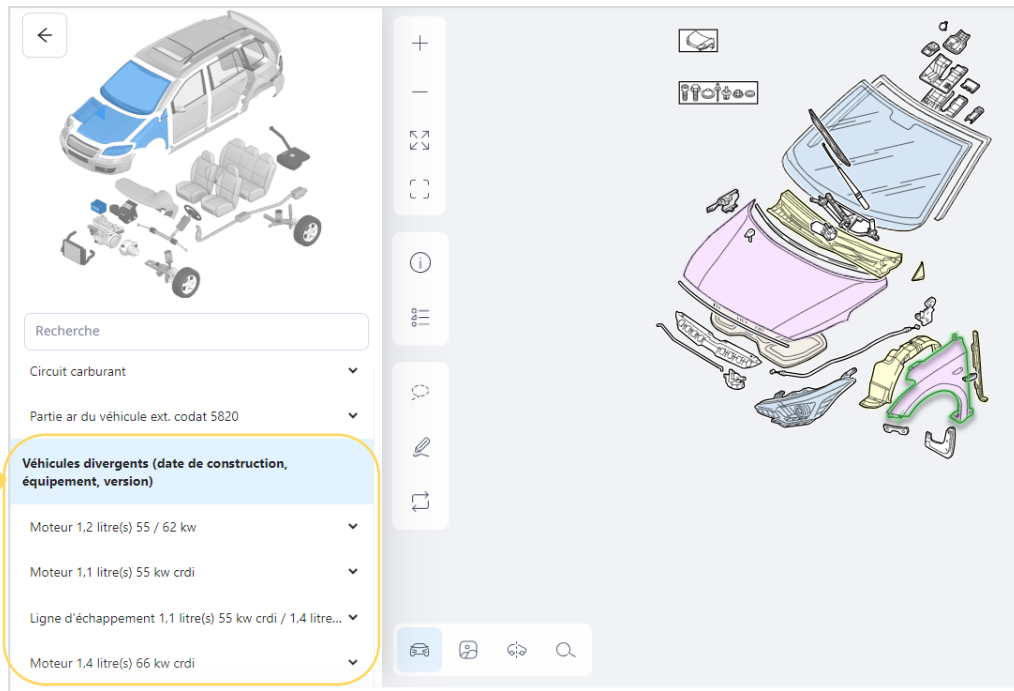 Recherche
Circuit carburant
Partie ar du véhicule ext. codat 5820
Véhicules divergents (date de construction,
équipement, version)
Moteur 1,2 litre(s) 55 / 62 kw
Moteur 1,1 litre(s) 55 kw crdi
Ligne d'échappement 1,1 litre(s) 55 kw crdi / 1,4 litre...
Moteur 1,4 litre(s) 66 kw crdi